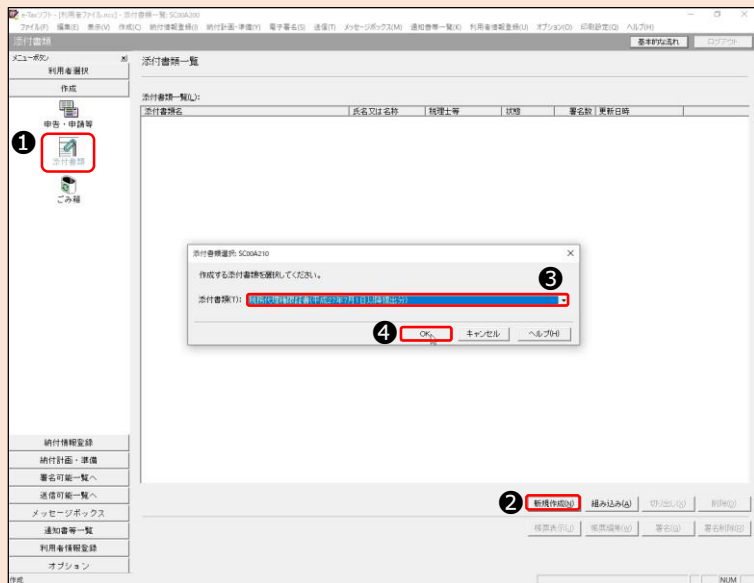 e-Taxソフト - [利用者ファイル.ncc] - 添付書類一覧: SC00A200
ファイル(F) 編集(E) 表示(V) 作成(C) 納付情報登録(I) 納付計画・準備(Y) 電子署名(S) 送信(T) メッセージボックス(M) 通知書等一覧(K) 利用者情報登録(U) オプション(O) 印刷設定(Q) ヘルプ(H)
添付書類 基本的な流れ ログアウト
メニューボタン
利用者選択
作成
申告・申請等
❶
添付書類
ごみ箱
添付書類一覧
添付書類一覧(L):
添付書類名 氏名又は名称 税理士等 状態 署名数 更新日時
添付書類選択: SC00A210
作成する添付書類を選択してください。
❸
添付書類(T): 税務代理権限証書(平成27年7月1日以降提出分)
❹ OK キャンセル ヘルプ(H)
納付情報登録
納付計画・準備
署名可能一覧へ
送信可能一覧へ
メッセージボックス
通知書等一覧
利用者情報登録
オプション
❷ 新規作成(N) 組み込み(A) 切り出し(X) 削除(D)
帳票表示(J) 帳票編集(W) 署名(G) 署名削除(B)
作成 NUM